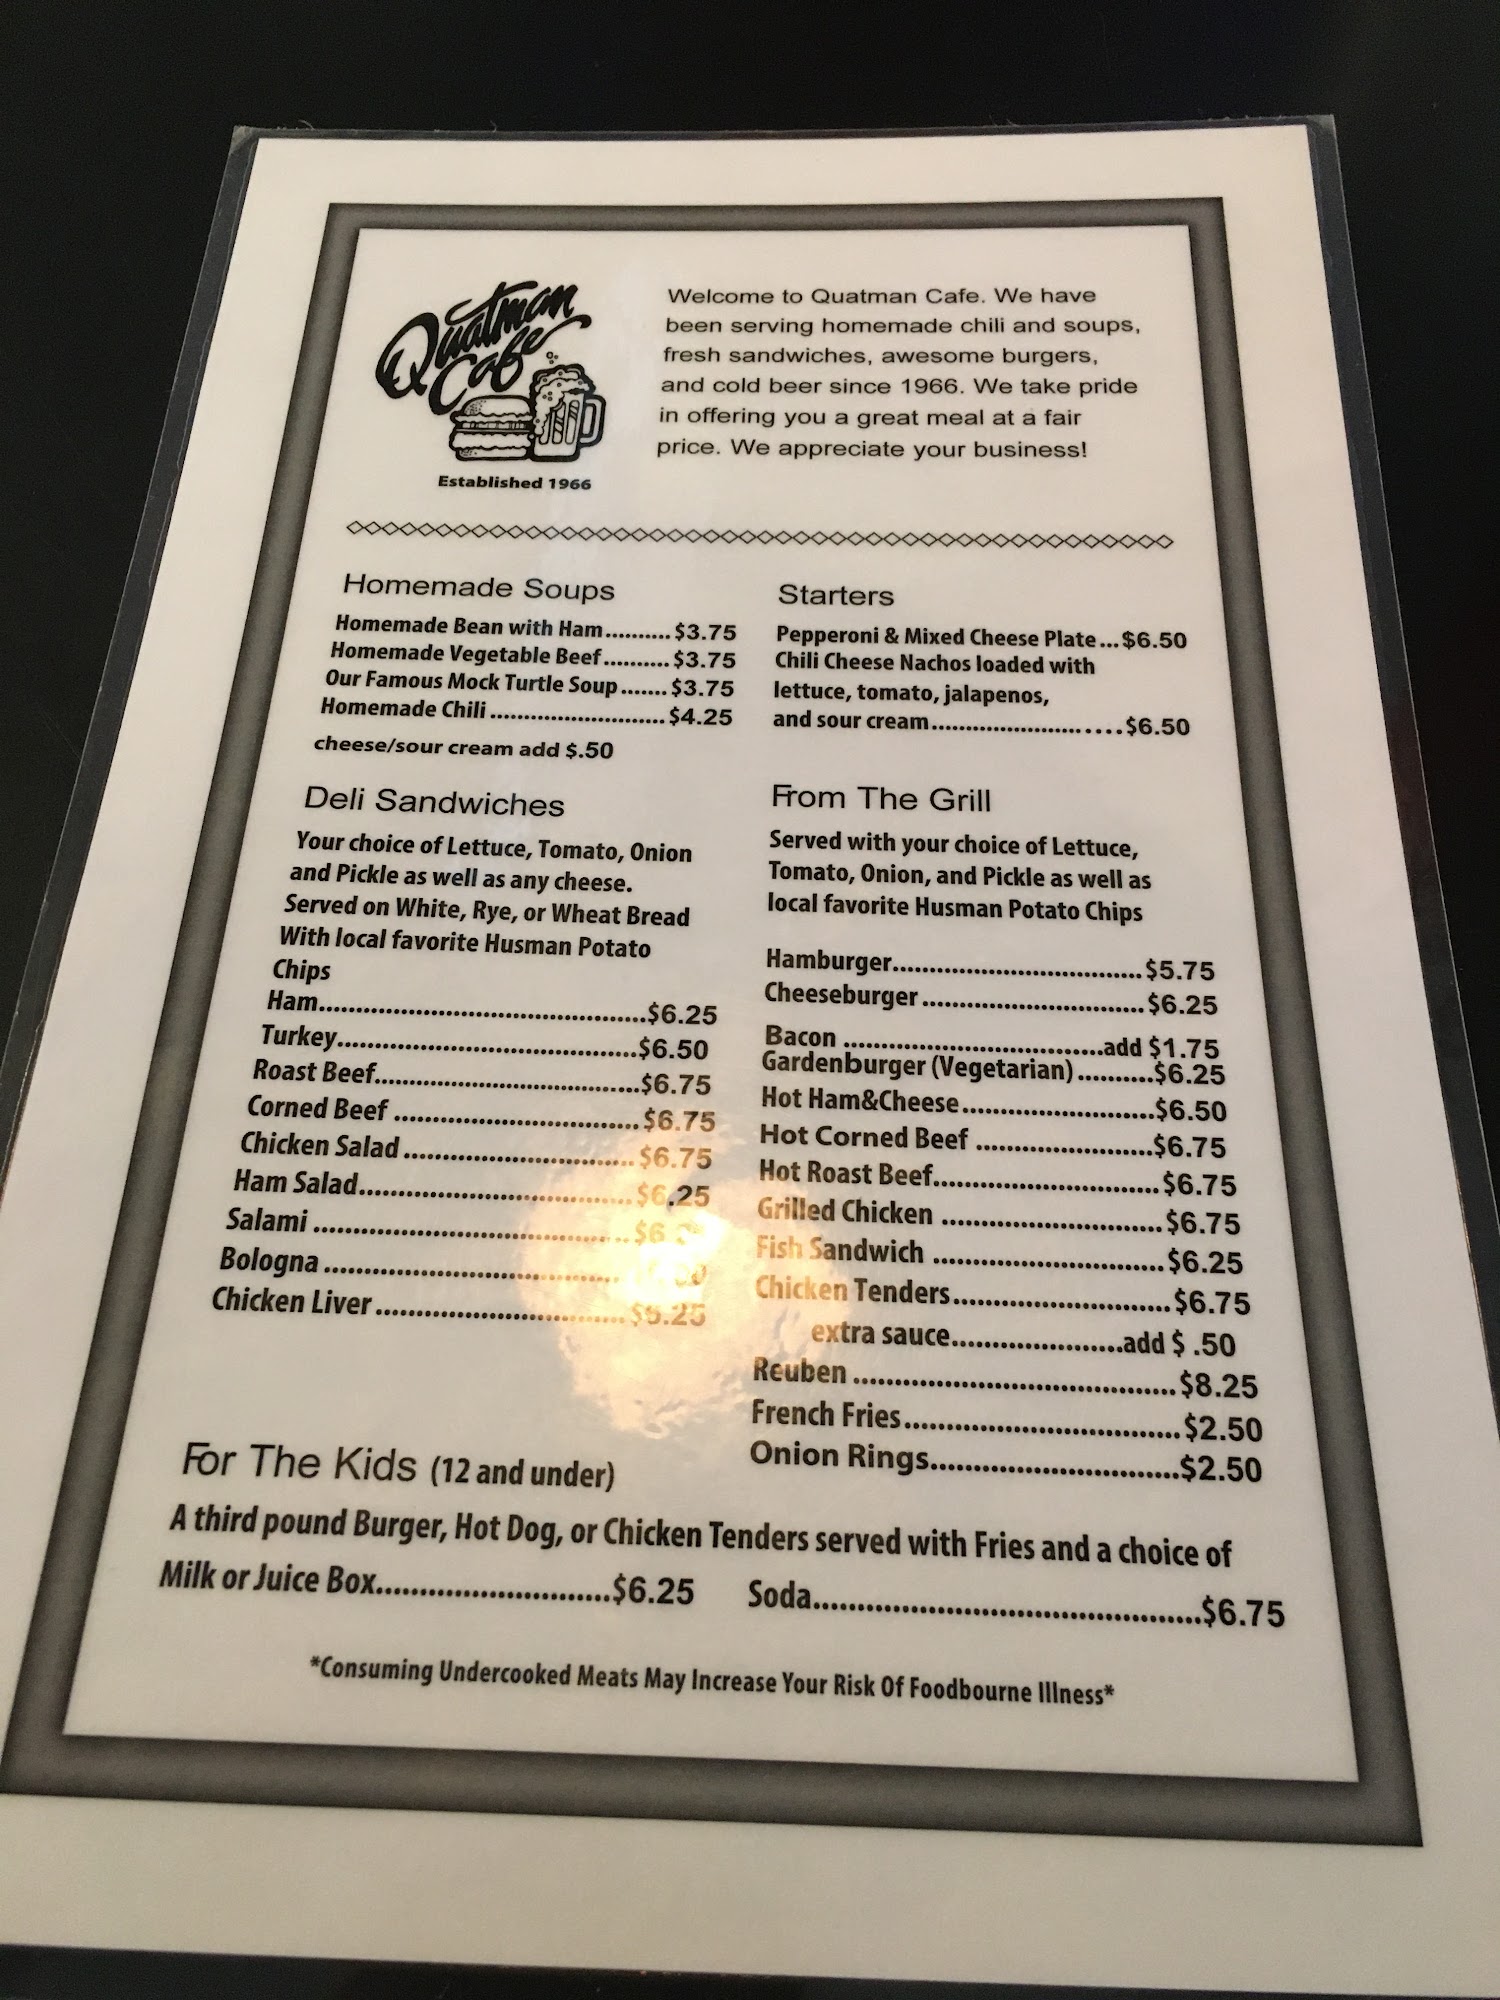 Quatman
Cafe
Established 1966
Welcome to Quatman Cafe. We have
been serving homemade chili and soups,
fresh sandwiches, awesome burgers,
and cold beer since 1966. We take pride
in offering you a great meal at a fair
price. We appreciate your business!
Homemade Soups
Homemade Bean with Ham.......... $3.75
Homemade Vegetable Beef.......... $3.75
Our Famous Mock Turtle Soup....... $3.75
Homemade Chili .......................... $4.25
cheese/sour cream add $.50
Starters
Pepperoni & Mixed Cheese Plate... $6.50
Chili Cheese Nachos loaded with
lettuce, tomato, jalapenos,
and sour cream.......................... $6.50
Deli Sandwiches
Your choice of Lettuce, Tomato, Onion
and Pickle as well as any cheese.
Served on White, Rye, or Wheat Bread
With local favorite Husman Potato
Chips
Ham.............................................$6.25
Turkey.........................................$6.50
Roast Beef....................................$6.75
Corned Beef .................................$6.75
Chicken Salad ............................... $6.75
Ham Salad.....................................$6.25
Salami ..........................................
Bologna ........................................
Chicken Liver..................................
From The Grill
Served with your choice of Lettuce,
Tomato, Onion, and Pickle as well as
local favorite Husman Potato Chips
Hamburger.................................. $5.75
Cheeseburger .............................. $6.25
Bacon ...................................add $1.75
Gardenburger (Vegetarian)..........$6.25
Hot Ham&Cheese..........................$6.50
Hot Corned Beef ........................$6.75
Hot Roast Beef............................... $6.75
Grilled Chicken .............................. $6.75
Fish Sandwich ................................$6.25
Chicken Tenders..............................$6.75
extra sauce.......................add $ .50
Reuben ............................................ $8.25
French Fries...................................... $2.50
Onion Rings..................................$2.50
For The Kids (12 and under)
A third pound Burger, Hot Dog, or Chicken Tenders served with Fries and a choice of
Milk or Juice Box............................$6.25 Soda................................................$6.75
*Consuming Undercooked Meats May Increase Your Risk Of Foodbourne Illness*